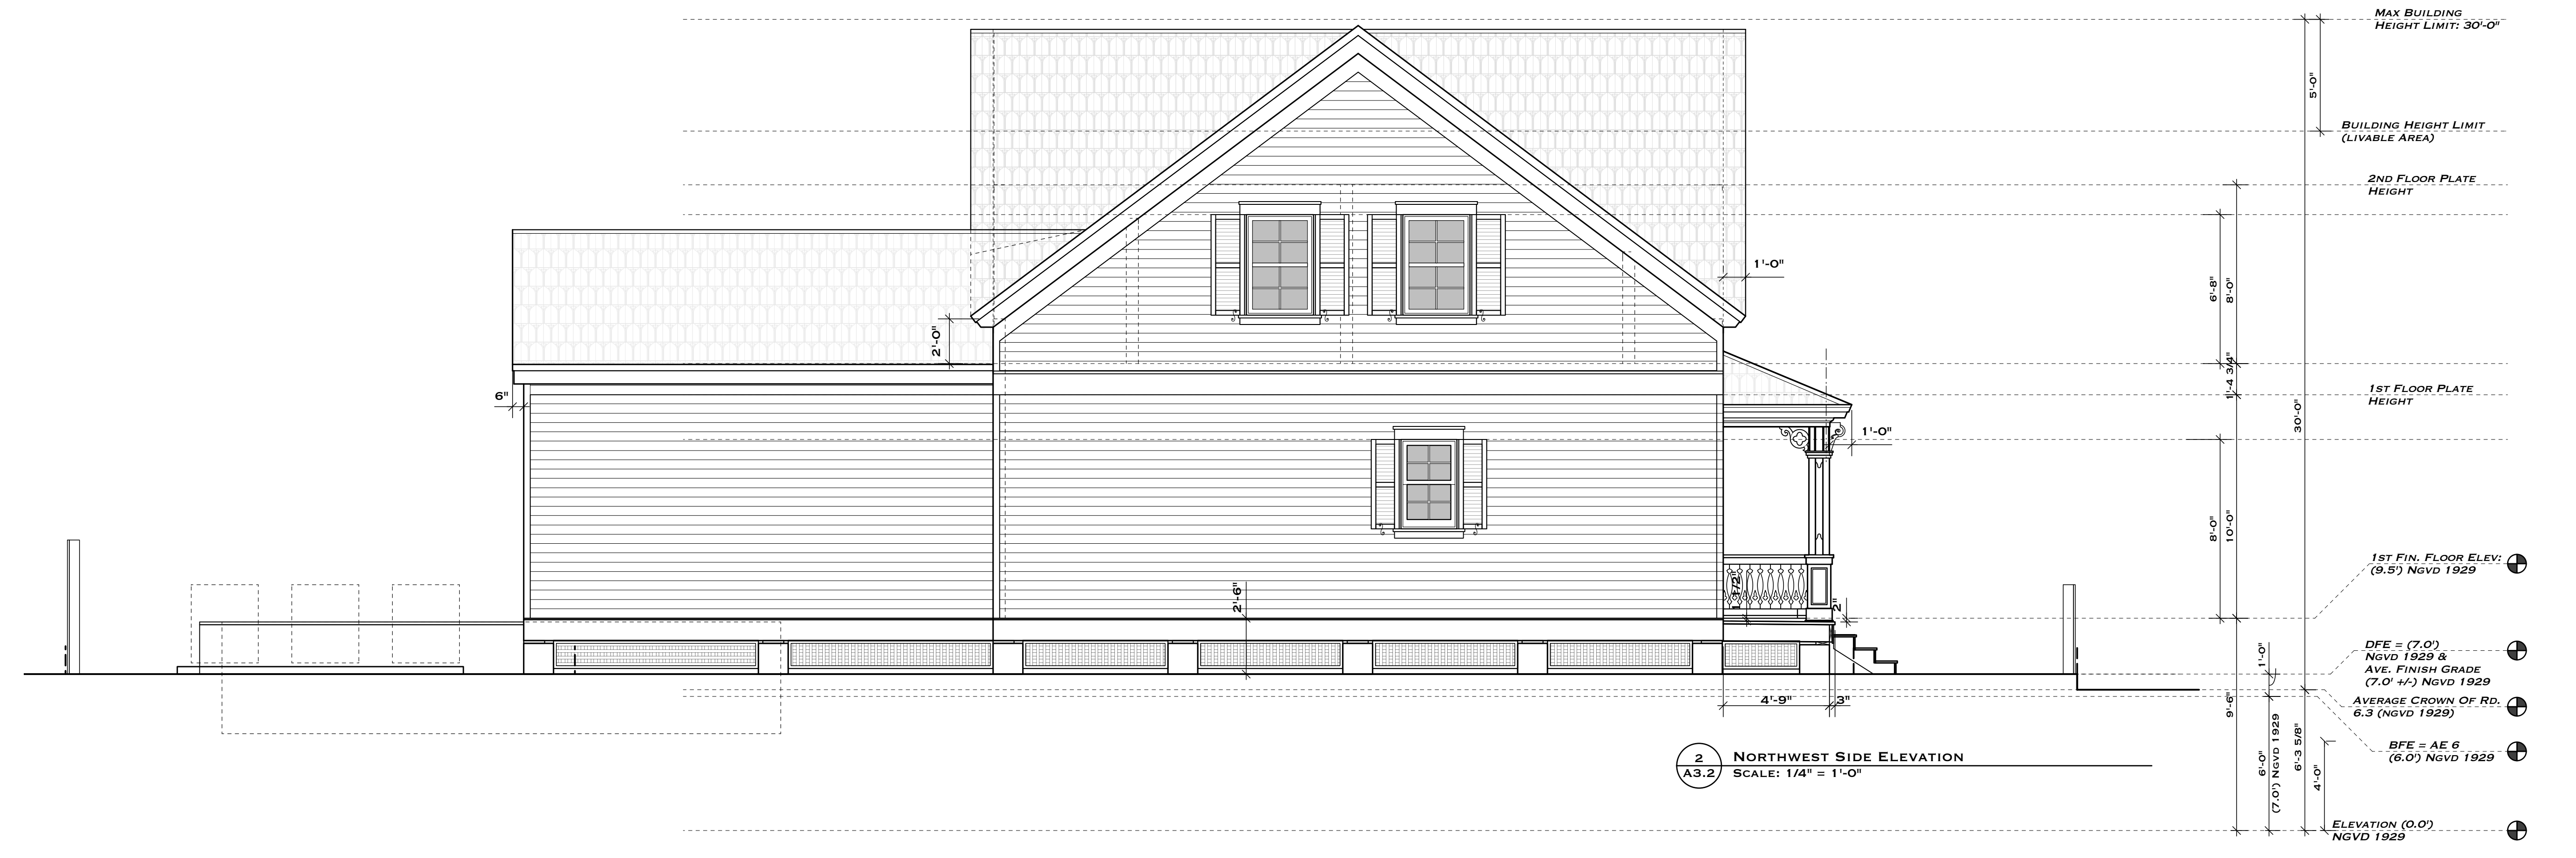 MAX BUILDING
HEIGHT LIMIT: 30'-0"
5'-0"
BUILDING HEIGHT LIMIT
(LIVABLE AREA)
2ND FLOOR PLATE
HEIGHT
1'-0"
6'-8"
8'-0"
2'-0"
1'-4 3/4"
6"
1ST FLOOR PLATE
HEIGHT
30'-0"
1'-0"
8'-0"
10'-0"
1ST FIN. FLOOR ELEV:
(9.5') NGVD 1929
2'-6"
1 1/2"
2"
DFE = (7.0')
NGVD 1929 &
AVE. FINISH GRADE
(7.0' +/-) NGVD 1929
1'-0"
4'-9"
3"
9'-6"
AVERAGE CROWN OF RD.
6.3 (NGVD 1929)
BFE = AE 6
(6.0') NGVD 1929
6'-0"
(7.0') NGVD 1929
6'-3 5/8"
4'-0"
2
NORTHWEST SIDE ELEVATION
A3.2
SCALE: 1/4" = 1'-0"
ELEVATION (0.0')
NGVD 1929